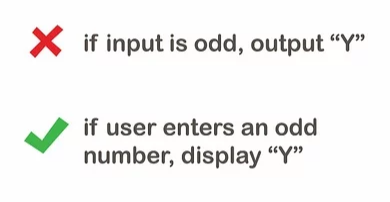 if input is odd, output “Y”
if user enters an odd
number, display “Y”